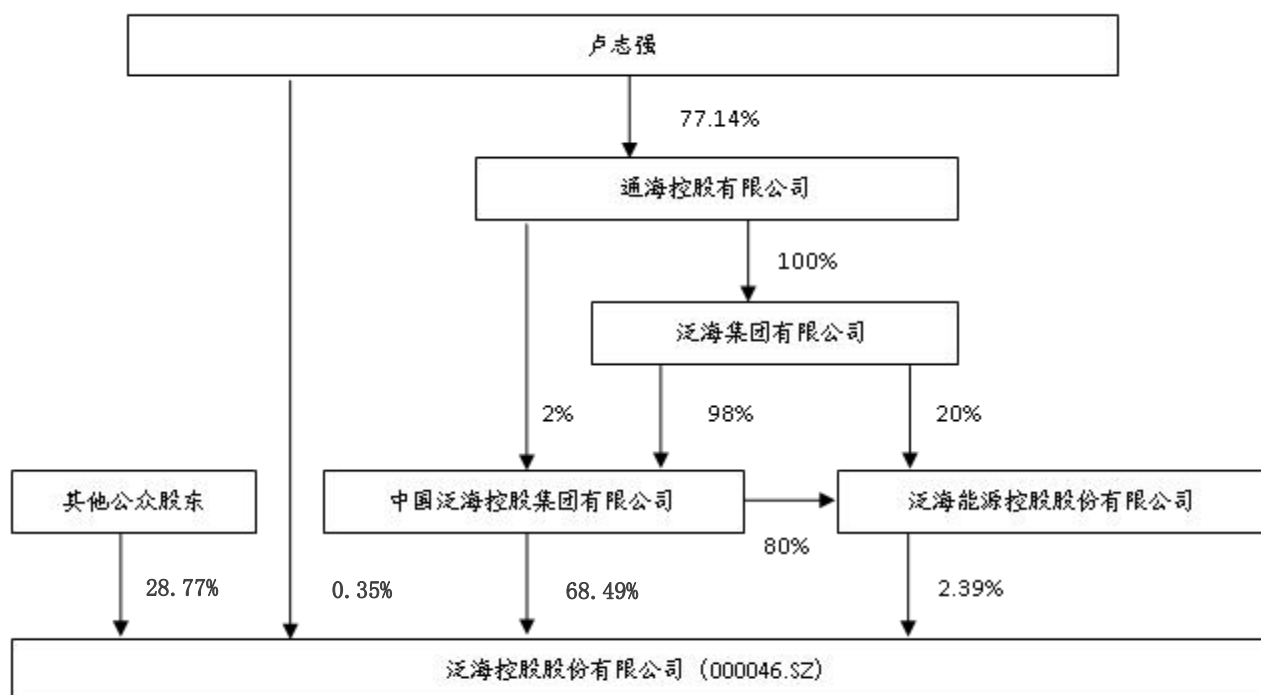 卢志强
77.14%
通海控股有限公司
100%
泛海集团有限公司
2%
98%
20%
其他公众股东
中国泛海控股集团有限公司
泛海能源控股股份有限公司
80%
28.77%
0.35%
68.49%
2.39%
泛海控股股份有限公司 (000046.SZ)